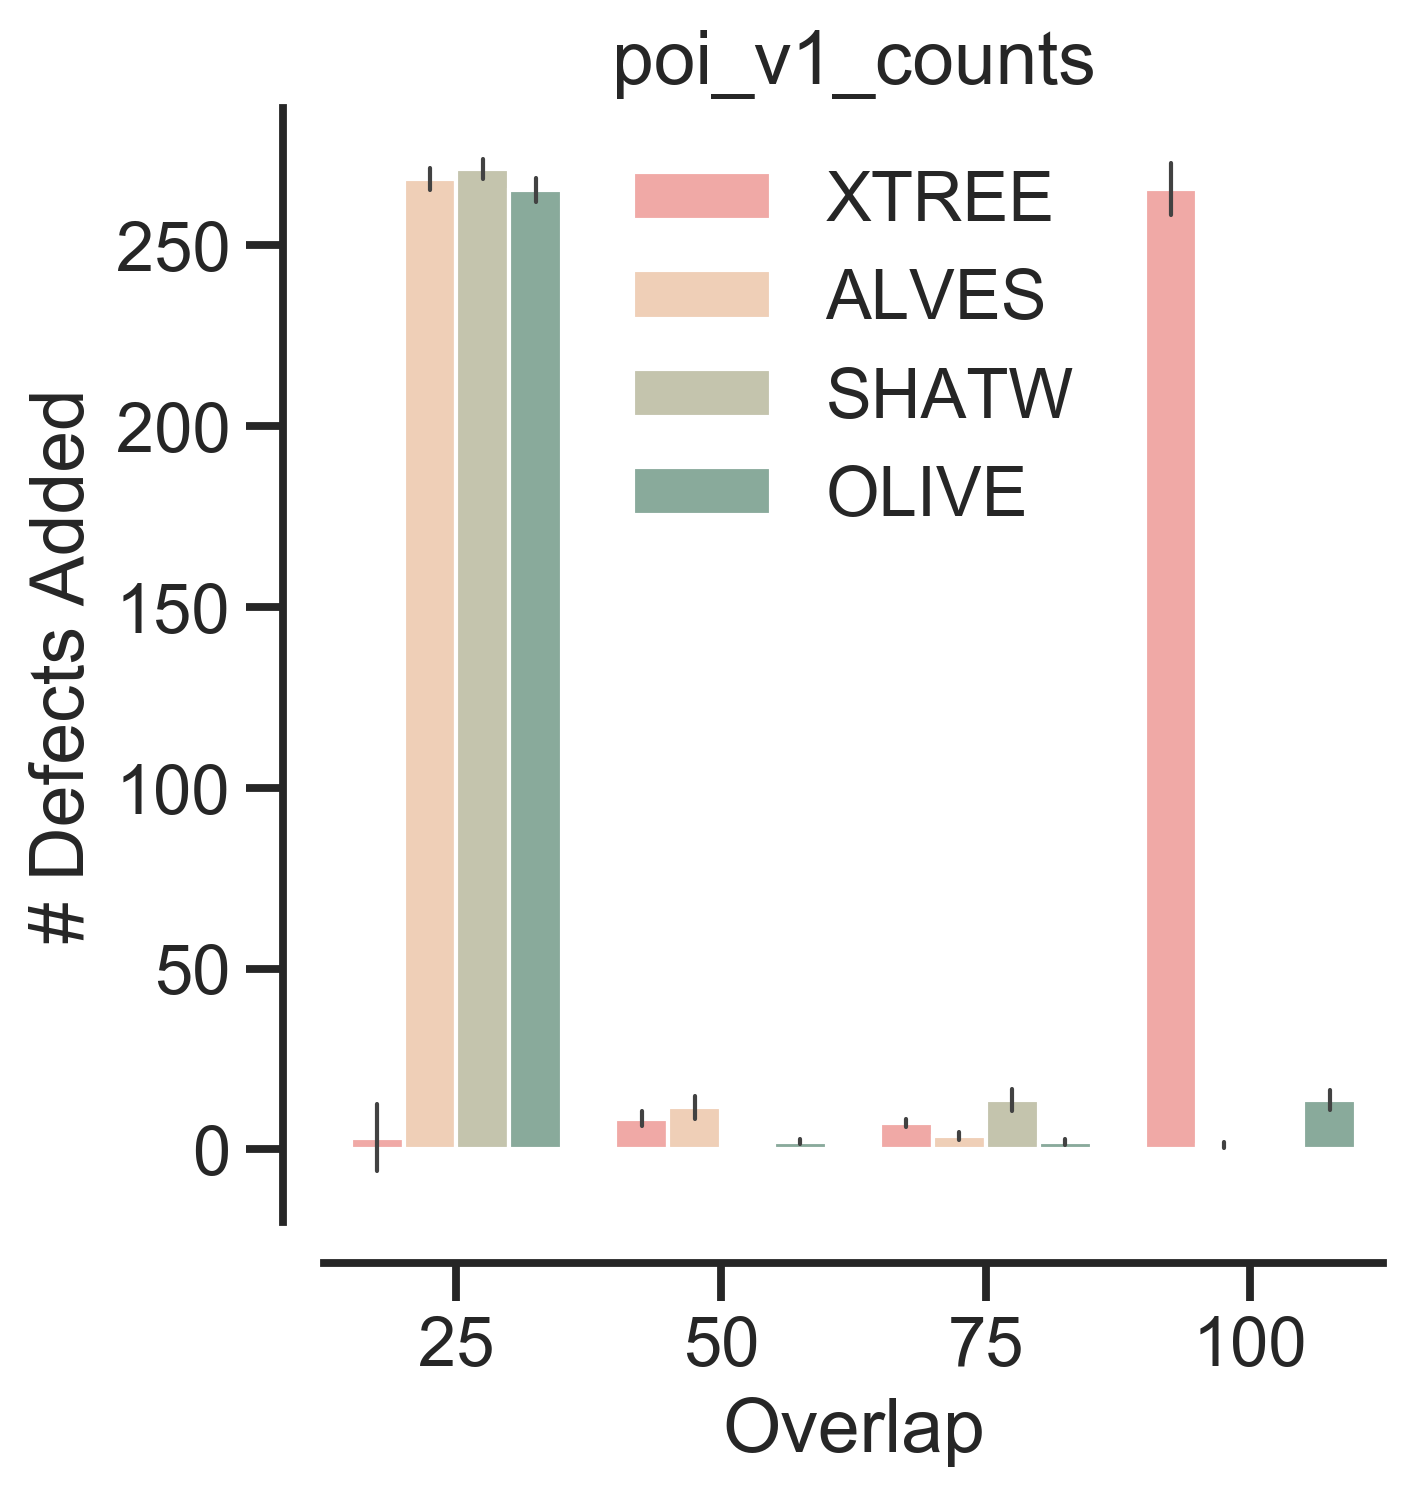 poi_v1_counts
XTREE
ALVES
SHATW
OLIVE
# Defects Added
250
200
150
100
50
0
25 50 75 100
Overlap